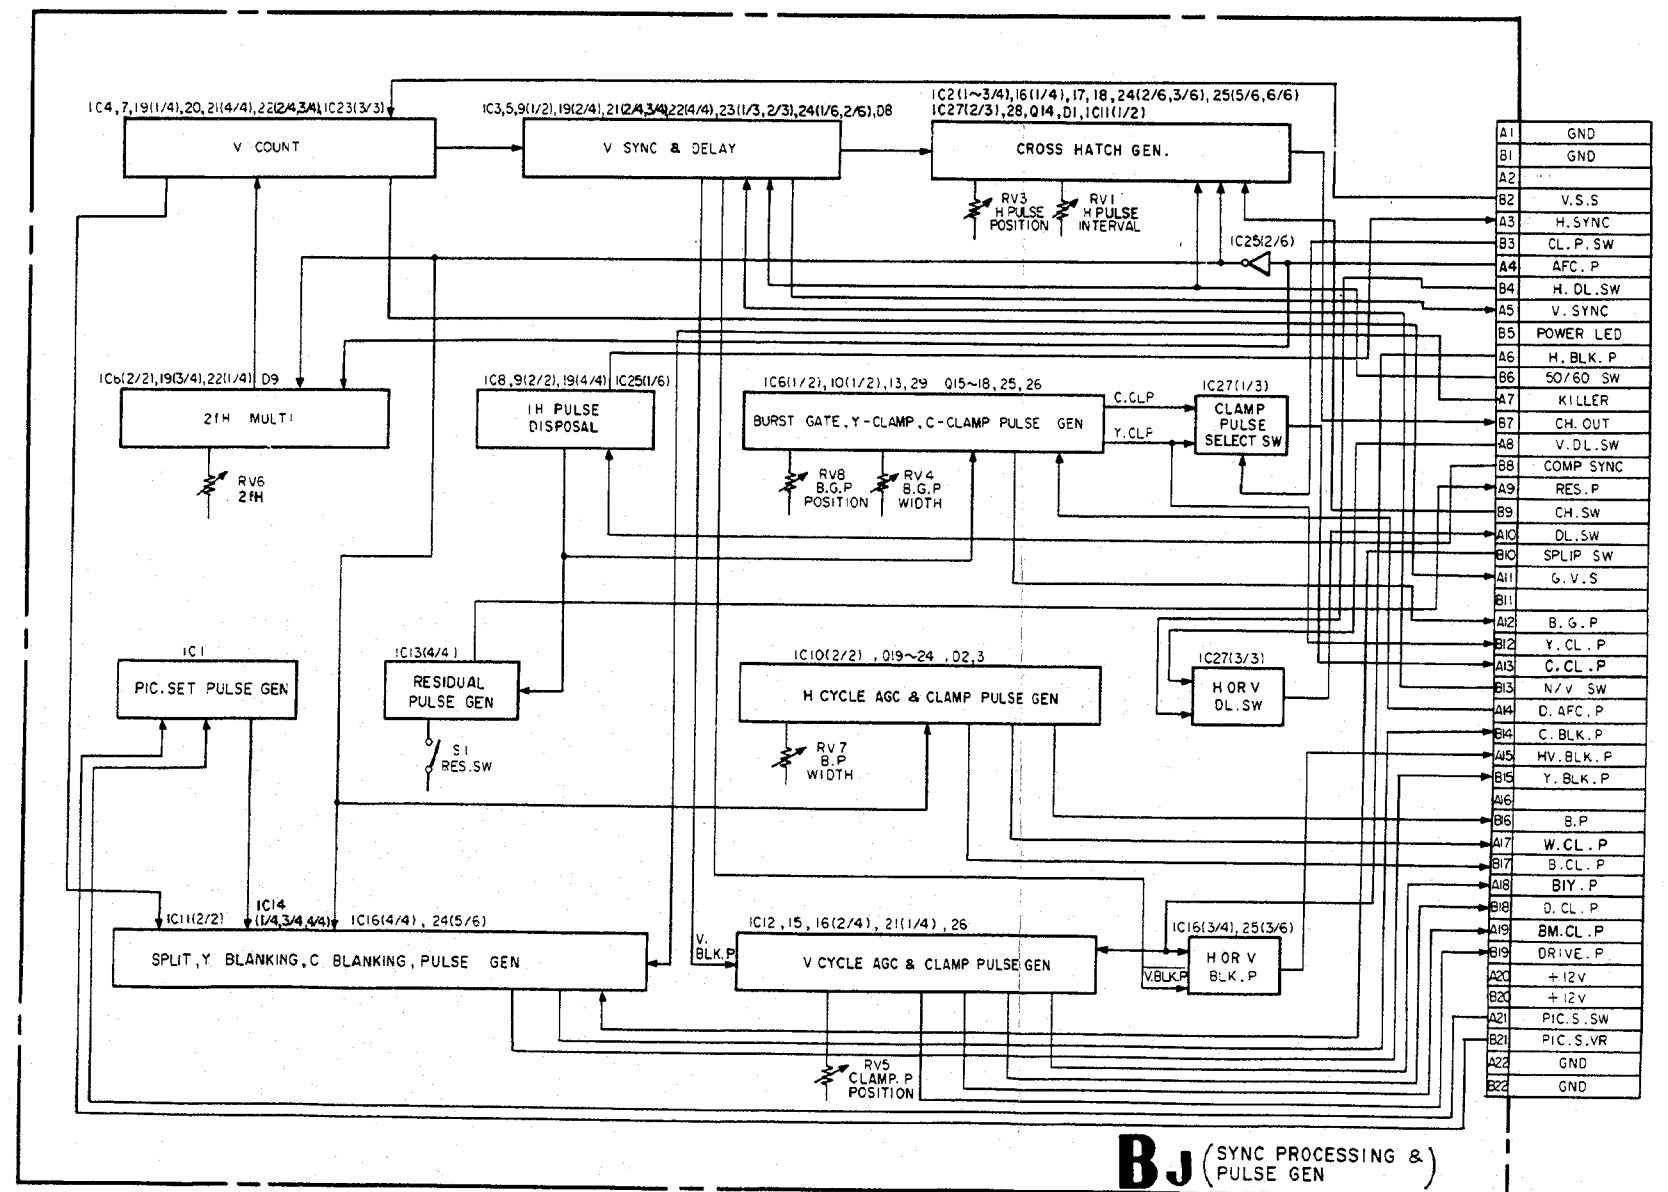 IC4,7,19(1/4),20,21(4/4),22(2/4,3/4),IC23(3/3)
V COUNT
IC3,5,9(1/2),19(2/4),21(2/4,3/4),22(4/4),23(1/3,2/3),24(1/6,2/6),D8
V SYNC & DELAY
IC2(1~3/4),16(1/4),17,18,24(2/6,3/6),25(5/6,6/6)
IC27(2/3),28,Q14,D1,IC11(1/2)
CROSS HATCH GEN.
RV3
H PULSE
POSITION
RV1
H PULSE
INTERVAL
IC25(2/6)
IC6(2/2),19(3/4),22(1/4) D9
2fH MULTI
RV6
2fH
IC8,9(2/2),19(4/4) IC25(1/6)
1H PULSE
DISPOSAL
IC6(1/2),10(1/2),13,29 Q15~18,25,26
BURST GATE,Y-CLAMP,C-CLAMP PULSE GEN
C.CLP
Y.CLP
IC27(1/3)
CLAMP
PULSE
SELECT SW
RV8
B.G.P
POSITION
RV4
B.G.P
WIDTH
IC1
PIC.SET PULSE GEN
IC13(4/4)
RESIDUAL
PULSE GEN
S1
RES.SW
IC10(2/2) ,Q19~24 ,D2,3
H CYCLE AGC & CLAMP PULSE GEN
RV7
B.P
WIDTH
IC27(3/3)
H OR V
DL.SW
IC11(2/2)
IC14
(1/4,3/4,4/4)
IC16(4/4) , 24(5/6)
SPLIT,Y BLANKING,C BLANKING,PULSE GEN
V.
BLK.P
IC12,15,16(2/4),21(1/4),26
V CYCLE AGC & CLAMP PULSE GEN
RV5
CLAMP.P
POSITION
V.BLK.P
IC16(3/4),25(3/6)
H OR V
BLK.P
A1 GND
B1 GND
A2
B2 V.S.S
A3 H.SYNC
B3 CL.P.SW
A4 AFC.P
B4 H.DL.SW
A5 V.SYNC
B5 POWER LED
A6 H.BLK.P
B6 50/60 SW
A7 KILLER
B7 CH.OUT
A8 V.DL.SW
B8 COMP SYNC
A9 RES.P
B9 CH.SW
A10 DL.SW
B10 SPLIP SW
A11 G.V.S
B11
A12 B.G.P
B12 Y.CL.P
A13 C.CL.P
B13 N/V SW
A14 D.AFC.P
B14 C.BLK.P
A15 HV.BLK.P
B15 Y.BLK.P
A16
B16 B.P
A17 W.CL.P
B17 B.CL.P
A18 BIY.P
B18 D.CL.P
A19 BM.CL.P
B19 DRIVE.P
A20 +12V
B20 +12V
A21 PIC.S.SW
B21 PIC.S.VR
A22 GND
B22 GND
BJ (SYNC PROCESSING &
PULSE GEN)